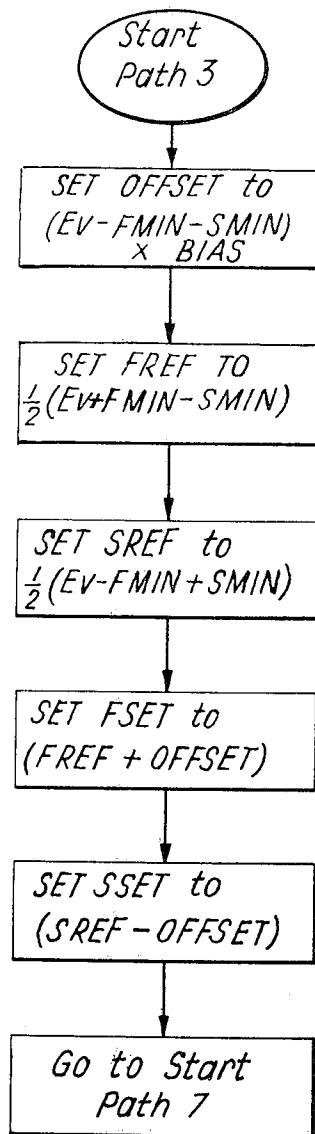 Start
Path 3
SET OFFSET to
(Ev-FMIN-SMIN)
× BIAS
SET FREF TO
½(Ev+FMIN-SMIN)
SET SREF to
½(Ev-FMIN+SMIN)
SET FSET to
(FREF + OFFSET)
SET SSET to
(SREF-OFFSET)
Go to Start
Path 7